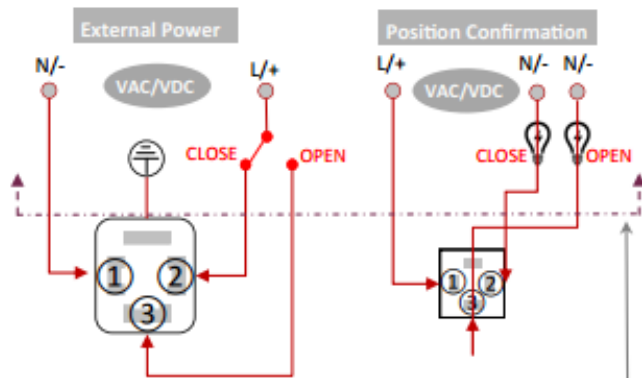 External Power
Position Confirmation
N/-
VAC/VDC
L/+
L/+
VAC/VDC
N/-
N/-
CLOSE
OPEN
CLOSE
OPEN
1
2
3
1
2
3